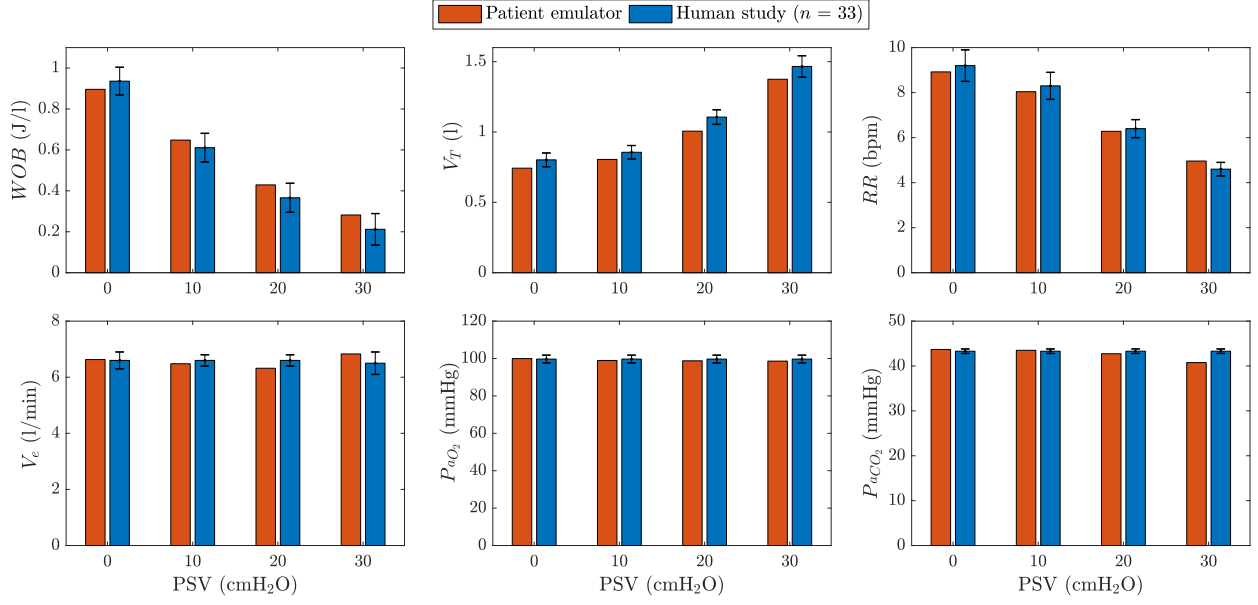 Patient emulator Human study (n = 33)
WOB (J/l)
1
0.8
0.6
0.4
0.2
0
0 10 20 30
V_T (l)
1.5
1
0.5
0
0 10 20 30
RR (bpm)
10
8
6
4
2
0
0 10 20 30
V_e (l/min)
8
6
4
2
0
0 10 20 30
PSV (cmH₂O)
P_{aO₂} (mmHg)
120
100
80
60
40
20
0
0 10 20 30
PSV (cmH₂O)
P_{aCO₂} (mmHg)
50
40
30
20
10
0
0 10 20 30
PSV (cmH₂O)